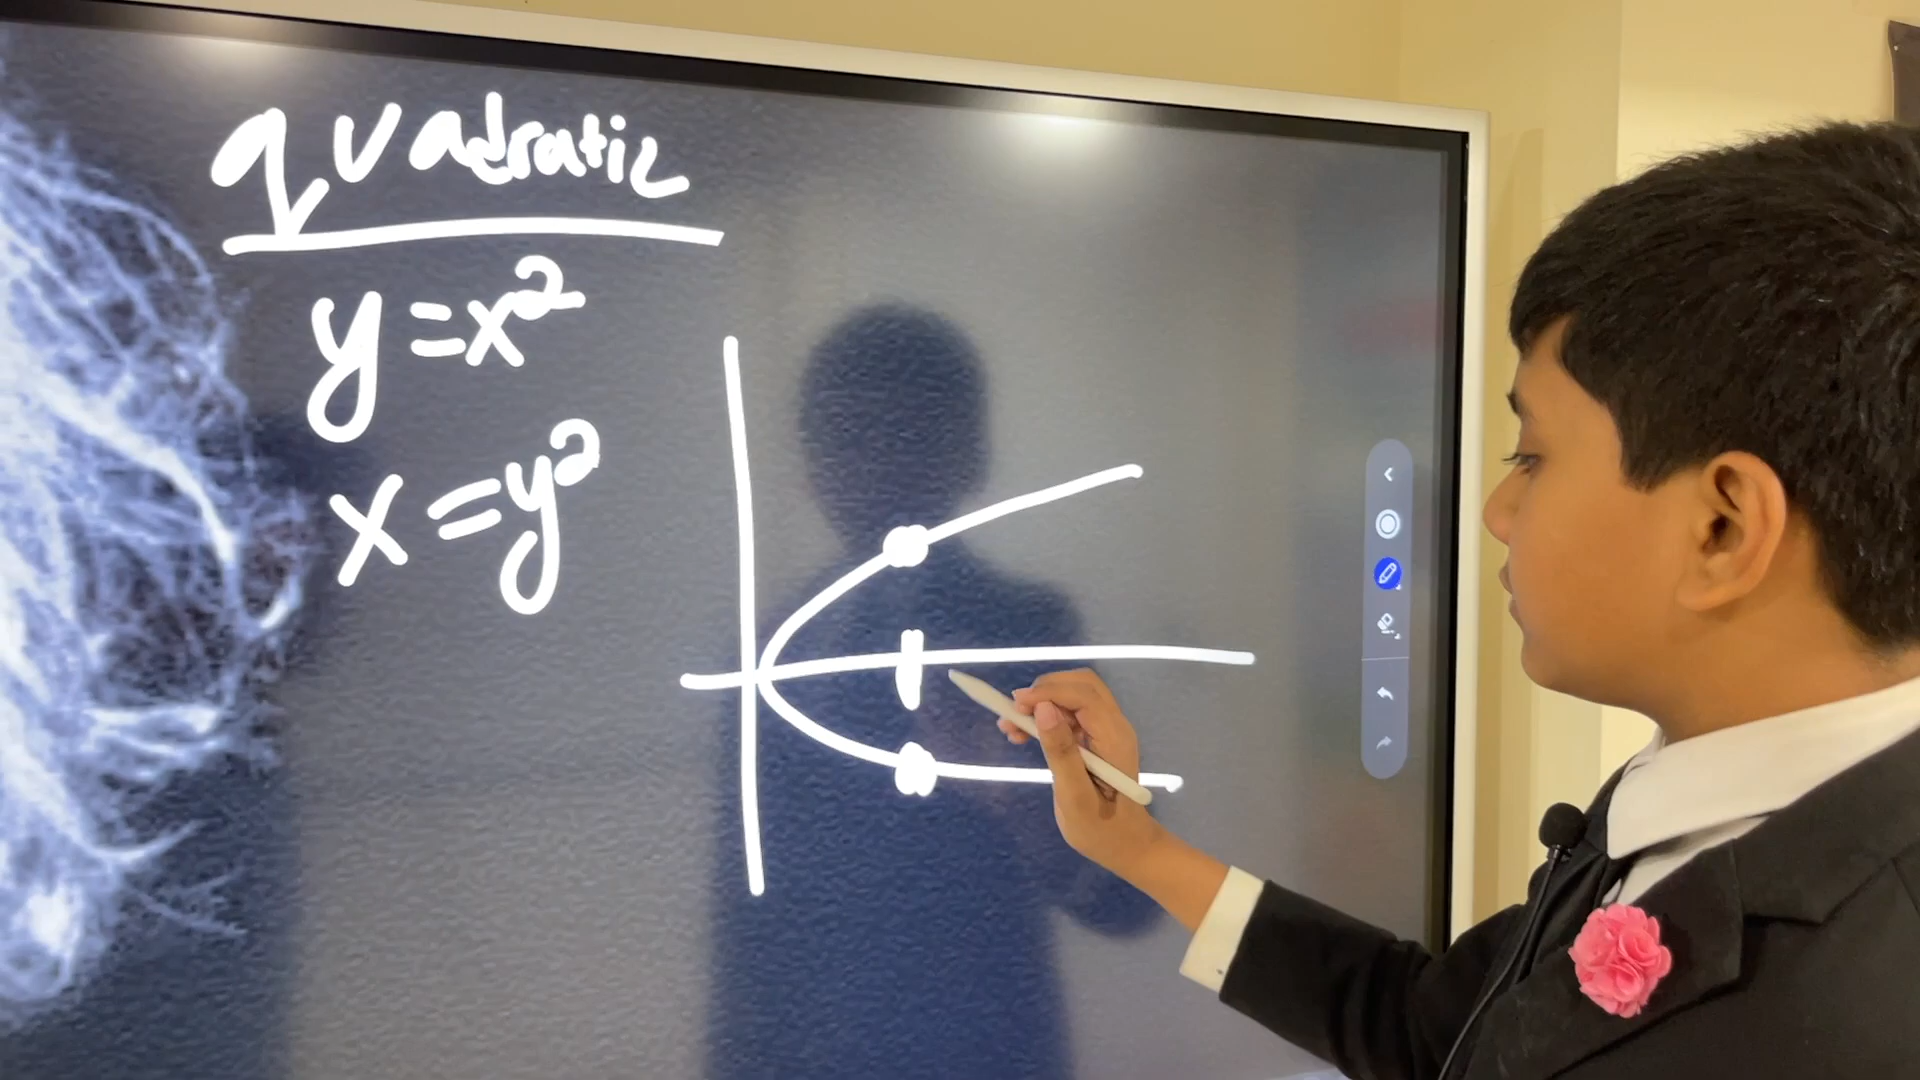 quadratic
y=x²
x=y²